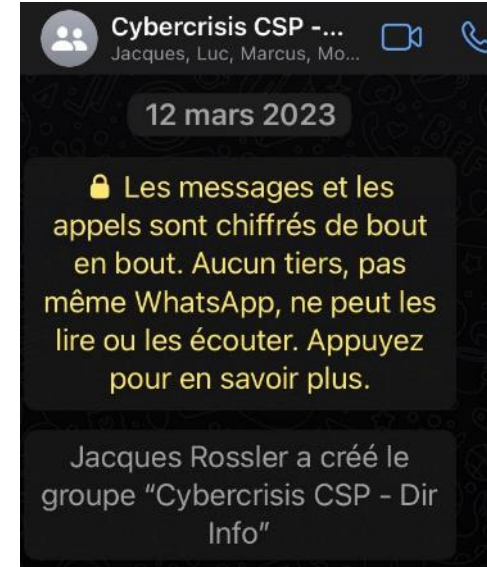 Cybercrisis CSP -...
Jacques, Luc, Marcus, Mo...
12 mars 2023
Les messages et les
appels sont chiffrés de bout
en bout. Aucun tiers, pas
même WhatsApp, ne peut les
lire ou les écouter. Appuyez
pour en savoir plus.
Jacques Rossler a créé le
groupe “Cybercrisis CSP - Dir
Info”